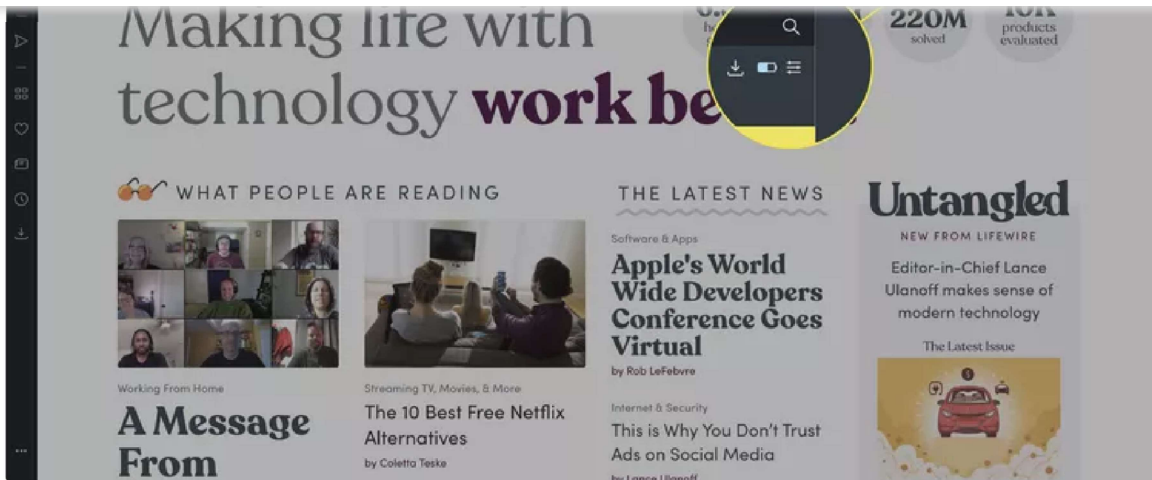 Making life with
technology work be
220M
solved
10K
products
evaluated
WHAT PEOPLE ARE READING
Working From Home
A Message
From
Streaming TV, Movies, & More
The 10 Best Free Netflix
Alternatives
by Coletta Teske
THE LATEST NEWS
Software & Apps
Apple's World
Wide Developers
Conference Goes
Virtual
by Rob LeFebvre
Internet & Security
This is Why You Don't Trust
Ads on Social Media
by Lance Ulanoff
Untangled
NEW FROM LIFEWIRE
Editor-in-Chief Lance
Ulanoff makes sense of
modern technology
The Latest Issue